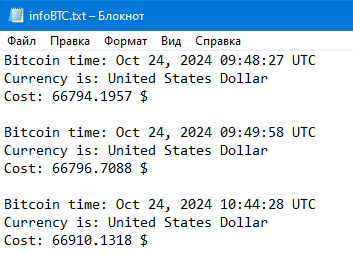 infoBTC.txt – Блокнот
Файл Правка Формат Вид Справка
Bitcoin time: Oct 24, 2024 09:48:27 UTC
Currency is: United States Dollar
Cost: 66794.1957 $
Bitcoin time: Oct 24, 2024 09:49:58 UTC
Currency is: United States Dollar
Cost: 66796.7088 $
Bitcoin time: Oct 24, 2024 10:44:28 UTC
Currency is: United States Dollar
Cost: 66910.1318 $